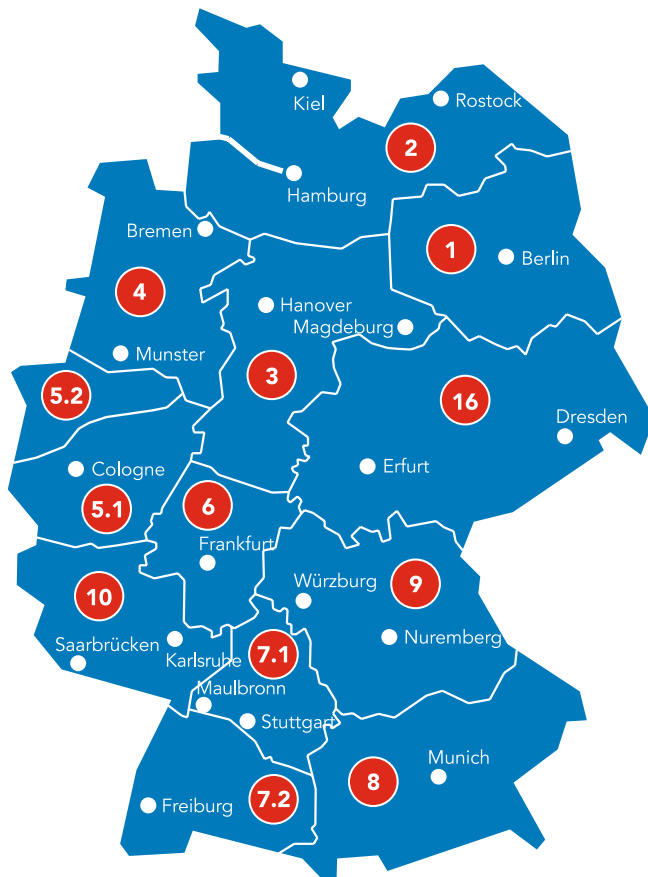 Kiel
Rostock
2
Hamburg
Bremen
1
Berlin
4
Hanover
Magdeburg
Munster
3
5.2
16
Dresden
Cologne
Erfurt
5.1
6
Frankfurt
10
Würzburg
9
Saarbrücken
Karlsruhe
7.1
Nuremberg
Maulbronn
Stuttgart
Munich
8
Freiburg
7.2